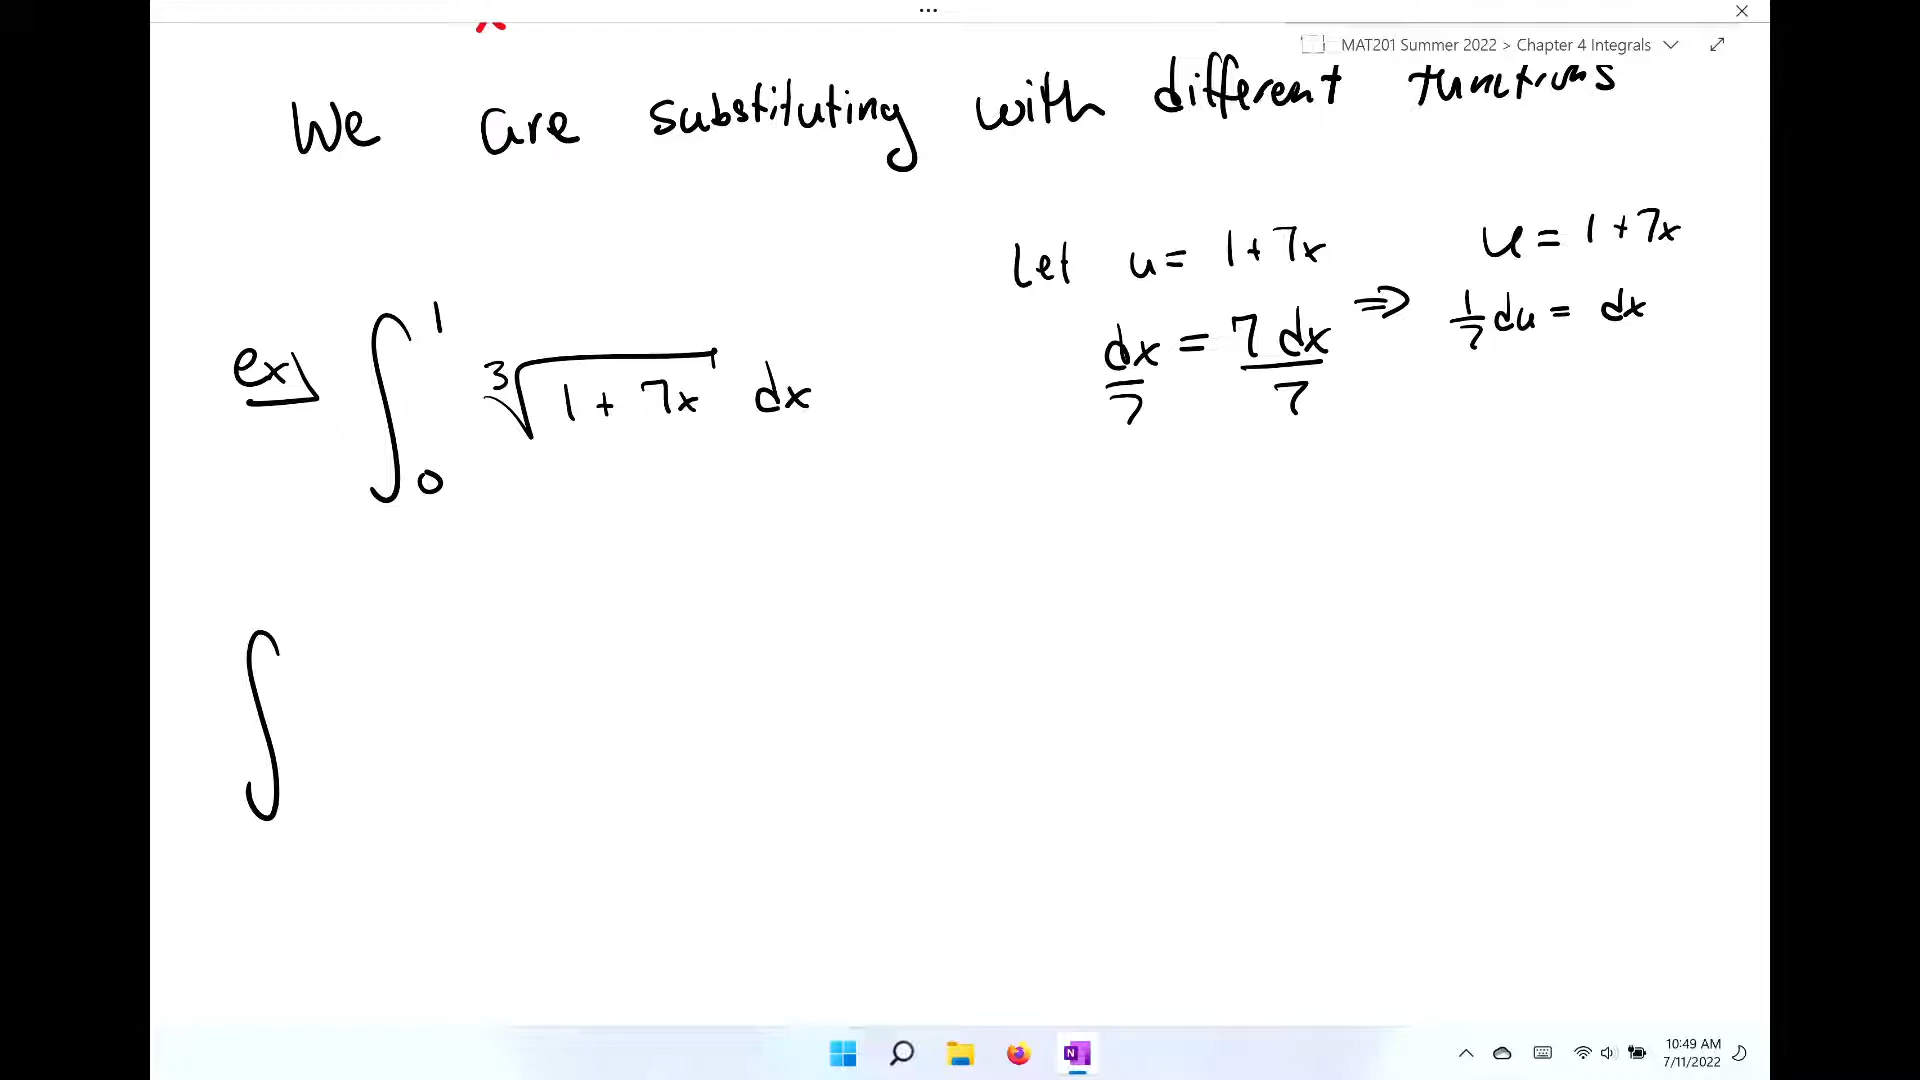 MAT201 Summer 2022 > Chapter 4 Integrals
We are substituting with different functions
Let u = 1 + 7x
u = 1 + 7x
dx/7 = 7 dx/7 ⇒ 1/7 du = dx
ex) ∫₀¹ ∛(1 + 7x) dx
∫
10:49 AM
7/11/2022